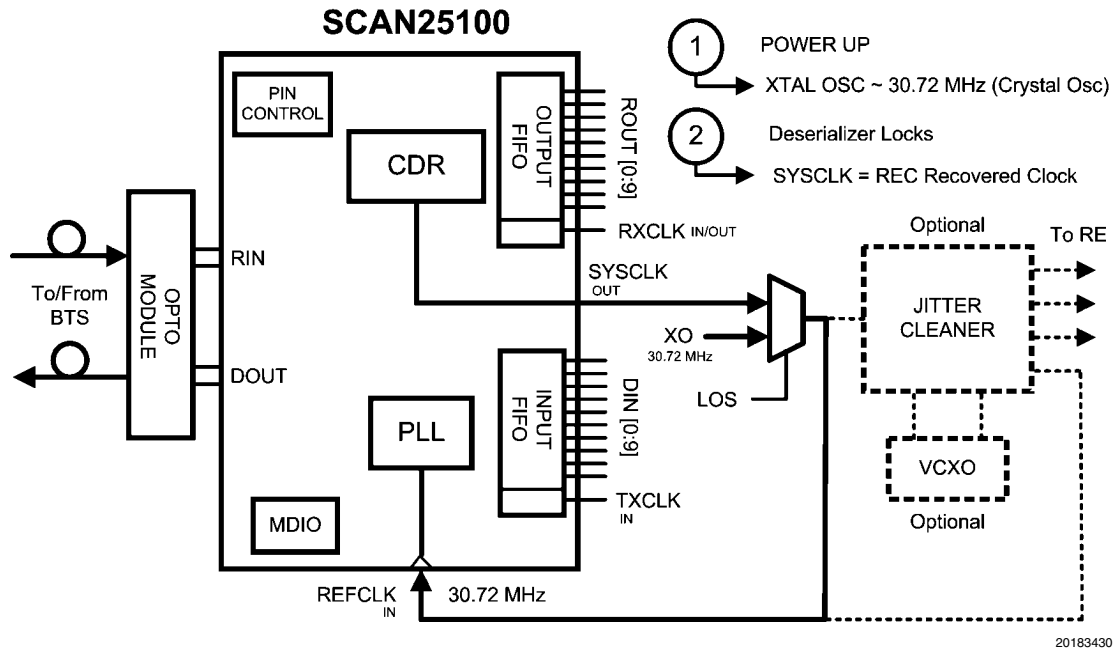 SCAN25100
1
POWER UP
XTAL OSC ~ 30.72 MHz (Crystal Osc)
2
Deserializer Locks
SYSCLK = REC Recovered Clock
PIN
CONTROL
CDR
OUTPUT
FIFO
ROUT [0:9]
RXCLK IN/OUT
To/From
BTS
OPTO
MODULE
RIN
DOUT
SYSCLK
OUT
XO
30.72 MHz
LOS
Optional
JITTER
CLEANER
To RE
VCXO
Optional
PLL
INPUT
FIFO
DIN [0:9]
TXCLK
IN
MDIO
REFCLK
IN
30.72 MHz
20183430